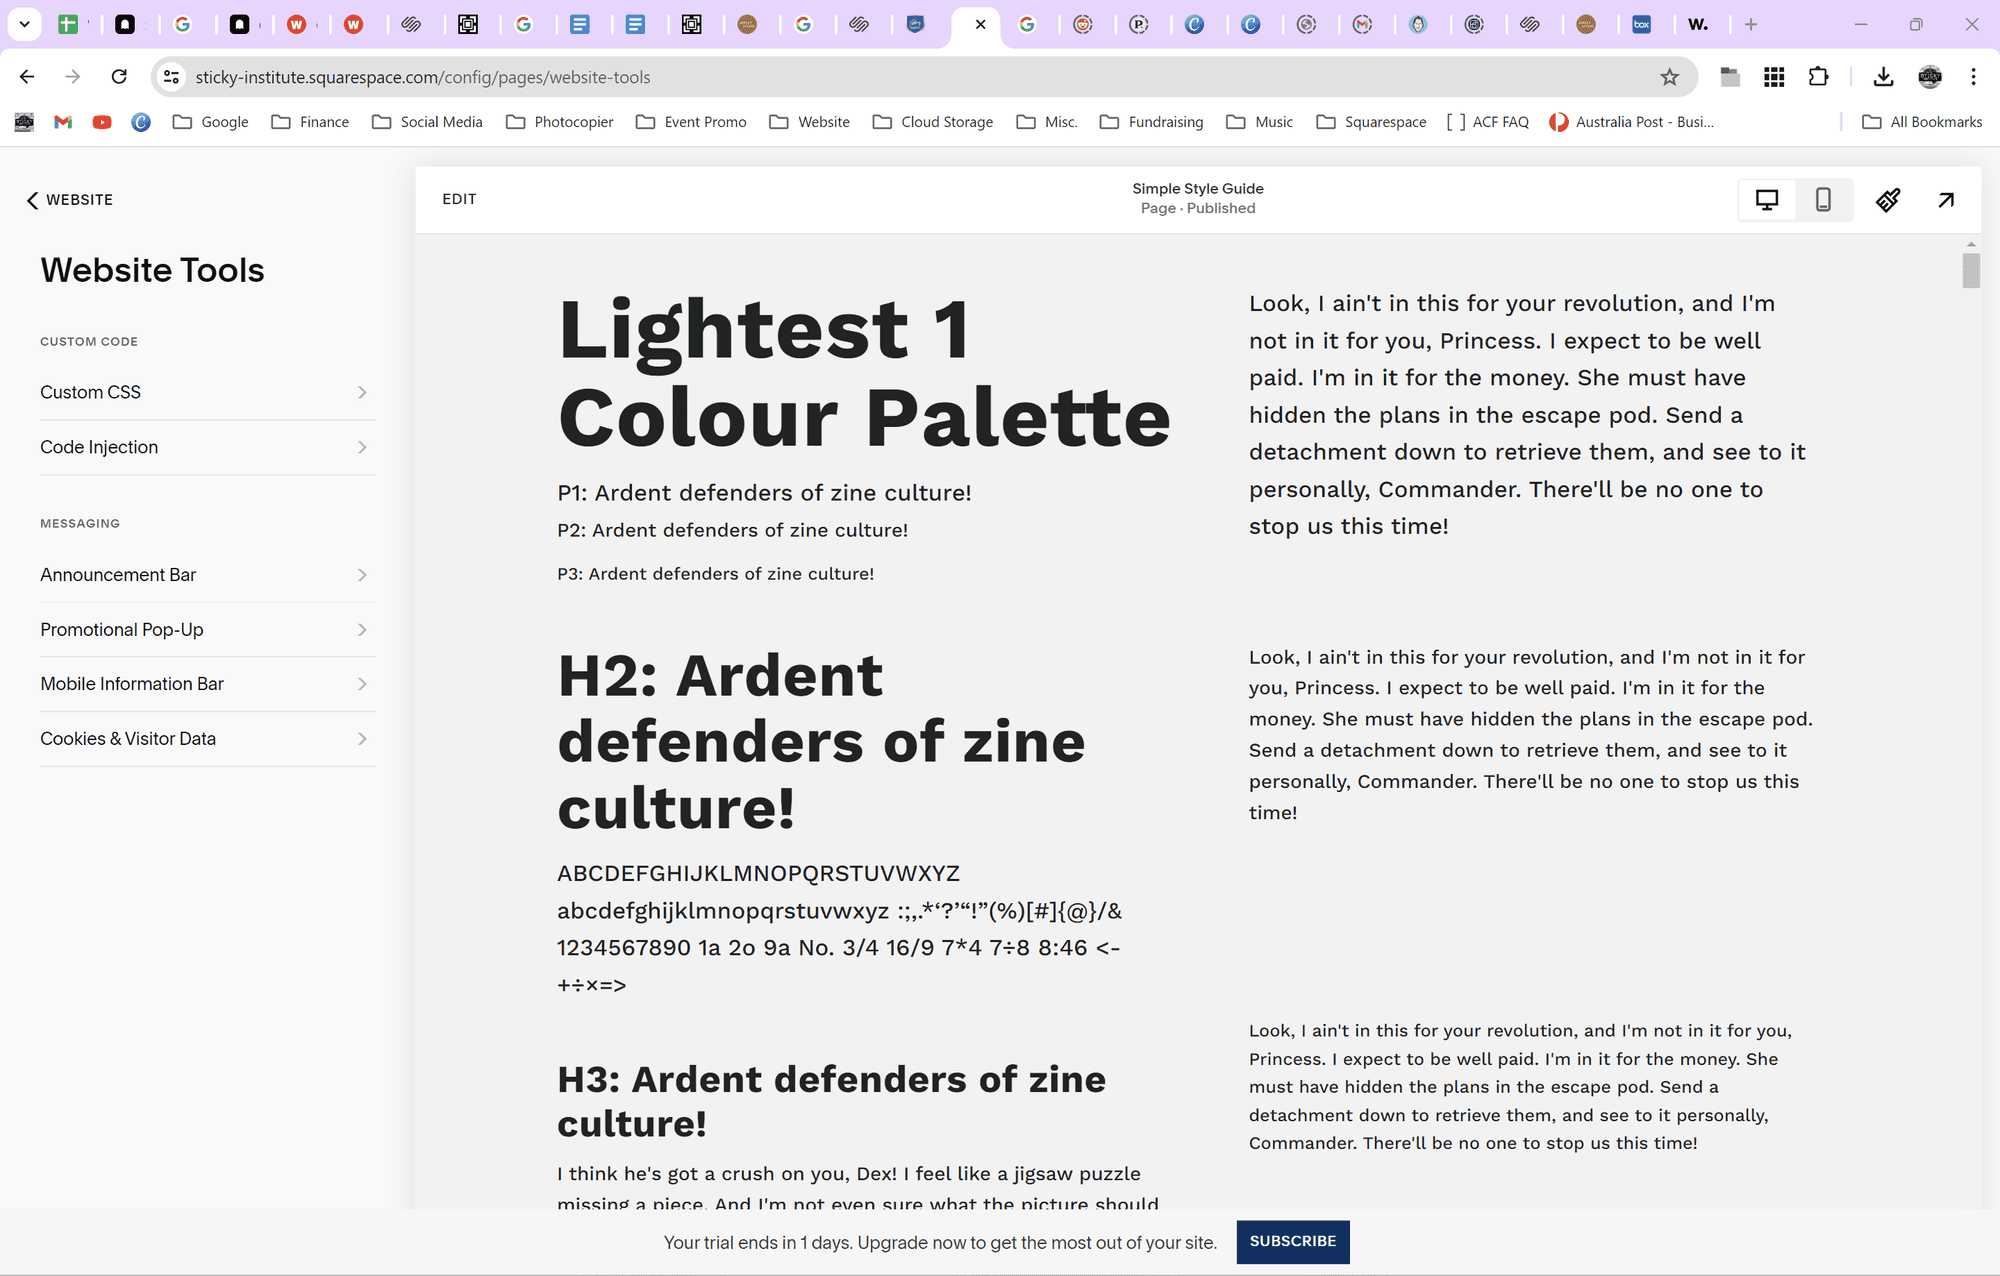 sticky-institute.squarespace.com/config/pages/website-tools
Google
Finance
Social Media
Photocopier
Event Promo
Website
Cloud Storage
Misc.
Fundraising
Music
Squarespace
[ ] ACF FAQ
Australia Post - Busi...
All Bookmarks
WEBSITE
Website Tools
CUSTOM CODE
Custom CSS
Code Injection
MESSAGING
Announcement Bar
Promotional Pop-Up
Mobile Information Bar
Cookies & Visitor Data
EDIT
Simple Style Guide
Page · Published
Lightest 1
Colour Palette
P1: Ardent defenders of zine culture!
P2: Ardent defenders of zine culture!
P3: Ardent defenders of zine culture!
Look, I ain't in this for your revolution, and I'm
not in it for you, Princess. I expect to be well
paid. I'm in it for the money. She must have
hidden the plans in the escape pod. Send a
detachment down to retrieve them, and see to it
personally, Commander. There'll be no one to
stop us this time!
H2: Ardent
defenders of zine
culture!
ABCDEFGHIJKLMNOPQRSTUVWXYZ
abcdefghijklmnopqrstuvwxyz :;,.*‘?’“!”(%)[#]{@}/&
1234567890 1a 2o 9a No. 3/4 16/9 7*4 7÷8 8:46 <-
+÷×=>
Look, I ain't in this for your revolution, and I'm not in it for
you, Princess. I expect to be well paid. I'm in it for the
money. She must have hidden the plans in the escape pod.
Send a detachment down to retrieve them, and see to it
personally, Commander. There'll be no one to stop us this
time!
H3: Ardent defenders of zine
culture!
I think he's got a crush on you, Dex! I feel like a jigsaw puzzle
missing a piece. And I'm not even sure what the picture should
Look, I ain't in this for your revolution, and I'm not in it for you,
Princess. I expect to be well paid. I'm in it for the money. She
must have hidden the plans in the escape pod. Send a
detachment down to retrieve them, and see to it personally,
Commander. There'll be no one to stop us this time!
Your trial ends in 1 days. Upgrade now to get the most out of your site.
SUBSCRIBE